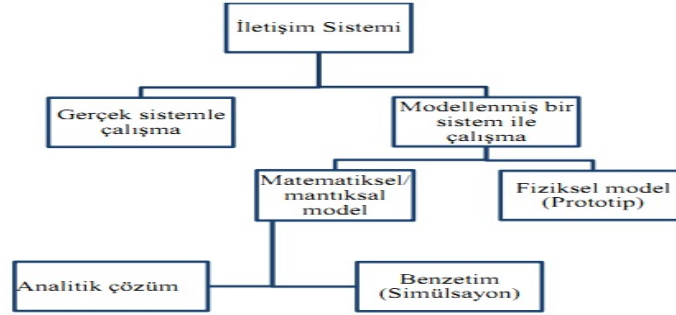 İletişim Sistemi
Gerçek sistemle
çalışma
Modellenmiş bir
sistem ile
çalışma
Matematiksel/
mantıksal
model
Fiziksel model
(Prototip)
Analitik çözüm
Benzetim
(Simülsayon)